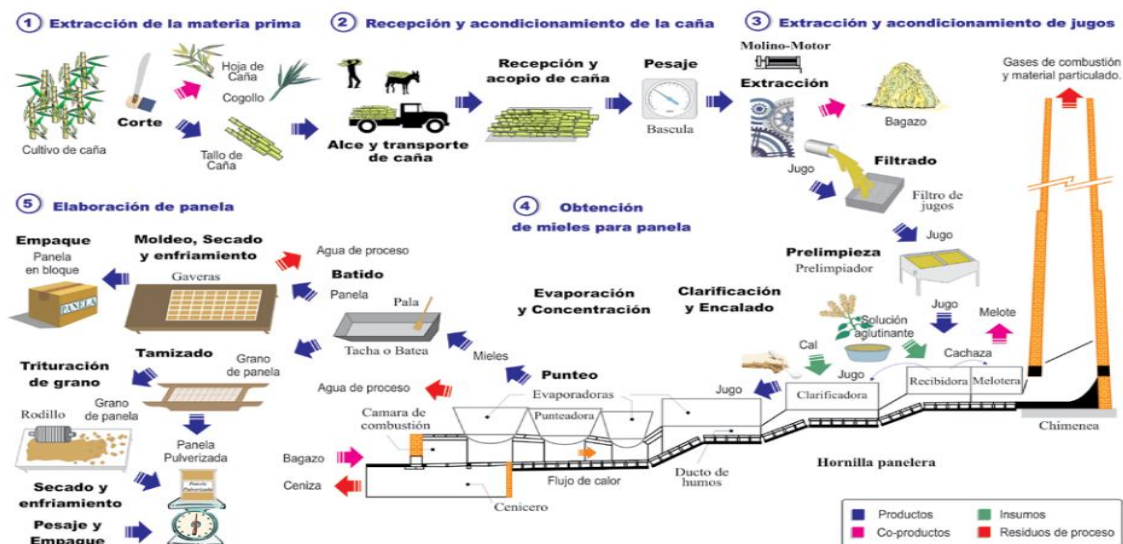 1 Extracción de la materia prima
Hoja de
Caña
Cogollo
Corte
Cultivo de caña
Tallo de
Caña
2 Recepción y acondicionamiento de la caña
Alce y transporte
de caña
Recepción y
acopio de caña
Pesaje
Bascula
3 Extracción y acondicionamiento de jugos
Molino-Motor
Extracción
Bagazo
Jugo
Filtrado
Filtro de
jugos
Jugo
Prelimpieza
Prelimpiador
Jugo
Gases de combustión
y material particulado.
Melote
Solución
aglutinante
Cachaza
4 Obtención
de mieles para panela
Evaporación
y Concentración
Clarificación
y Encalado
Cal
Jugo
Jugo
Recibidora
Melotera
Clarificadora
Chimenea
Punteo
Evaporadoras
Punteadora
Mieles
Agua de proceso
Camara de
combustión
Bagazo
Ceniza
Cenicero
Flujo de calor
Ducto de
humos
Hornilla panelera
5 Elaboración de panela
Empaque
Panela
en bloque
PANELA
Moldeo, Secado
y enfriamiento
Gaveras
Agua de proceso
Batido
Panela
Pala
Tacha o Batea
Tamizado
Grano
de panela
Trituración
de grano
Rodillo
Grano
de panela
Panela
Pulverizada
Panela
Pulverizada
Secado y
enfriamiento
Pesaje y
Empaque
Productos
Co-productos
Insumos
Residuos de proceso